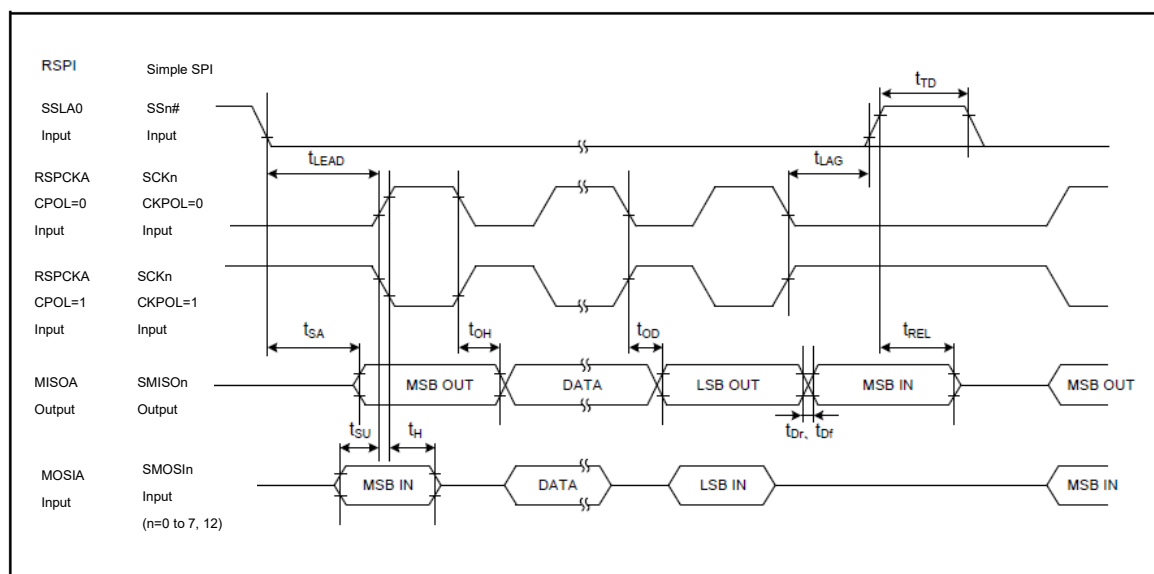 RSPI Simple SPI
tTD
SSLA0 SSn#
Input Input
tLEAD tLAG
RSPCKA SCKn
CPOL=0 CKPOL=0
Input Input
RSPCKA SCKn
CPOL=1 CKPOL=1
Input Input
tSA tOH tOD tREL
MISOA SMISOn
Output Output
MSB OUT DATA LSB OUT MSB IN MSB OUT
tSU tH tDr、 tDf
MOSIA SMOSIn
Input Input
(n=0 to 7, 12)
MSB IN DATA LSB IN MSB IN